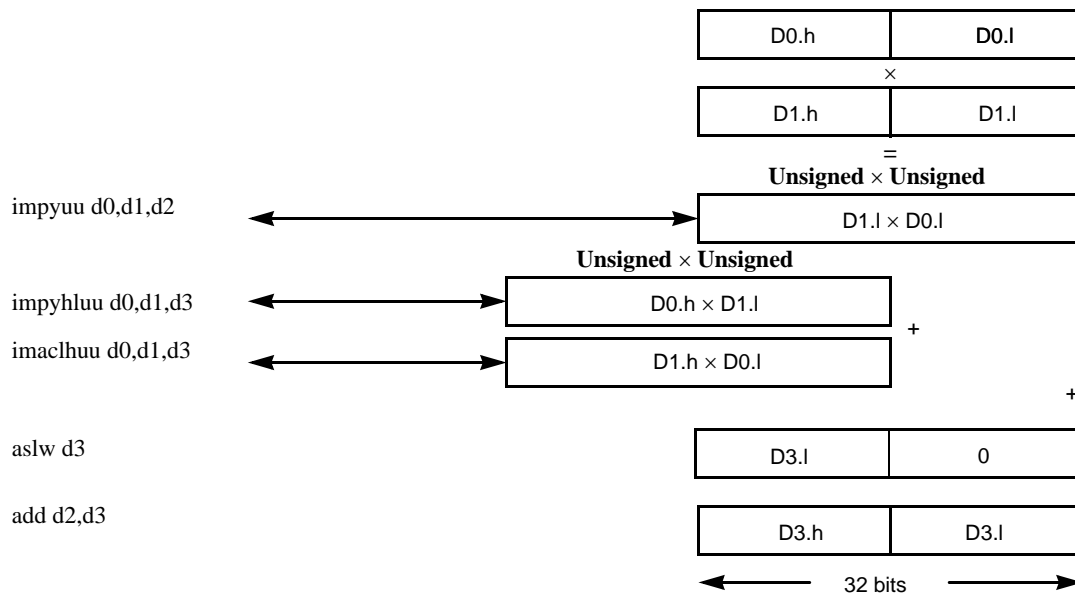 D0.h D0.l
×
D1.h D1.l
=
Unsigned × Unsigned
impyuu d0,d1,d2
D1.l × D0.l
Unsigned × Unsigned
impyhluu d0,d1,d3
D0.h × D1.l
+
imaclhuu d0,d1,d3
D1.h × D0.l
+
aslw d3
D3.l 0
add d2,d3
D3.h D3.l
32 bits